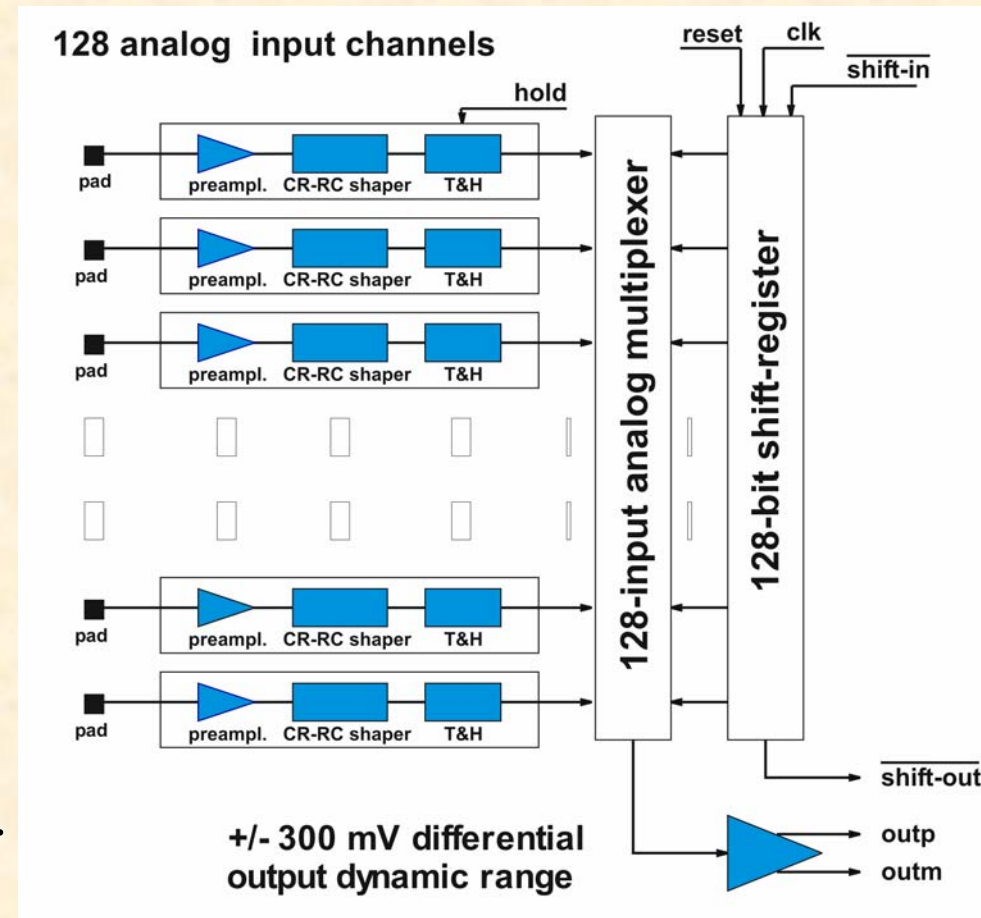 128 analog input channels
reset
clk
shift-in
hold
pad
preampl. CR-RC shaper T&H
pad
preampl. CR-RC shaper T&H
pad
preampl. CR-RC shaper T&H
pad
preampl. CR-RC shaper T&H
pad
preampl. CR-RC shaper T&H
128-input analog multiplexer
128-bit shift-register
shift-out
+/- 300 mV differential
output dynamic range
outp
outm